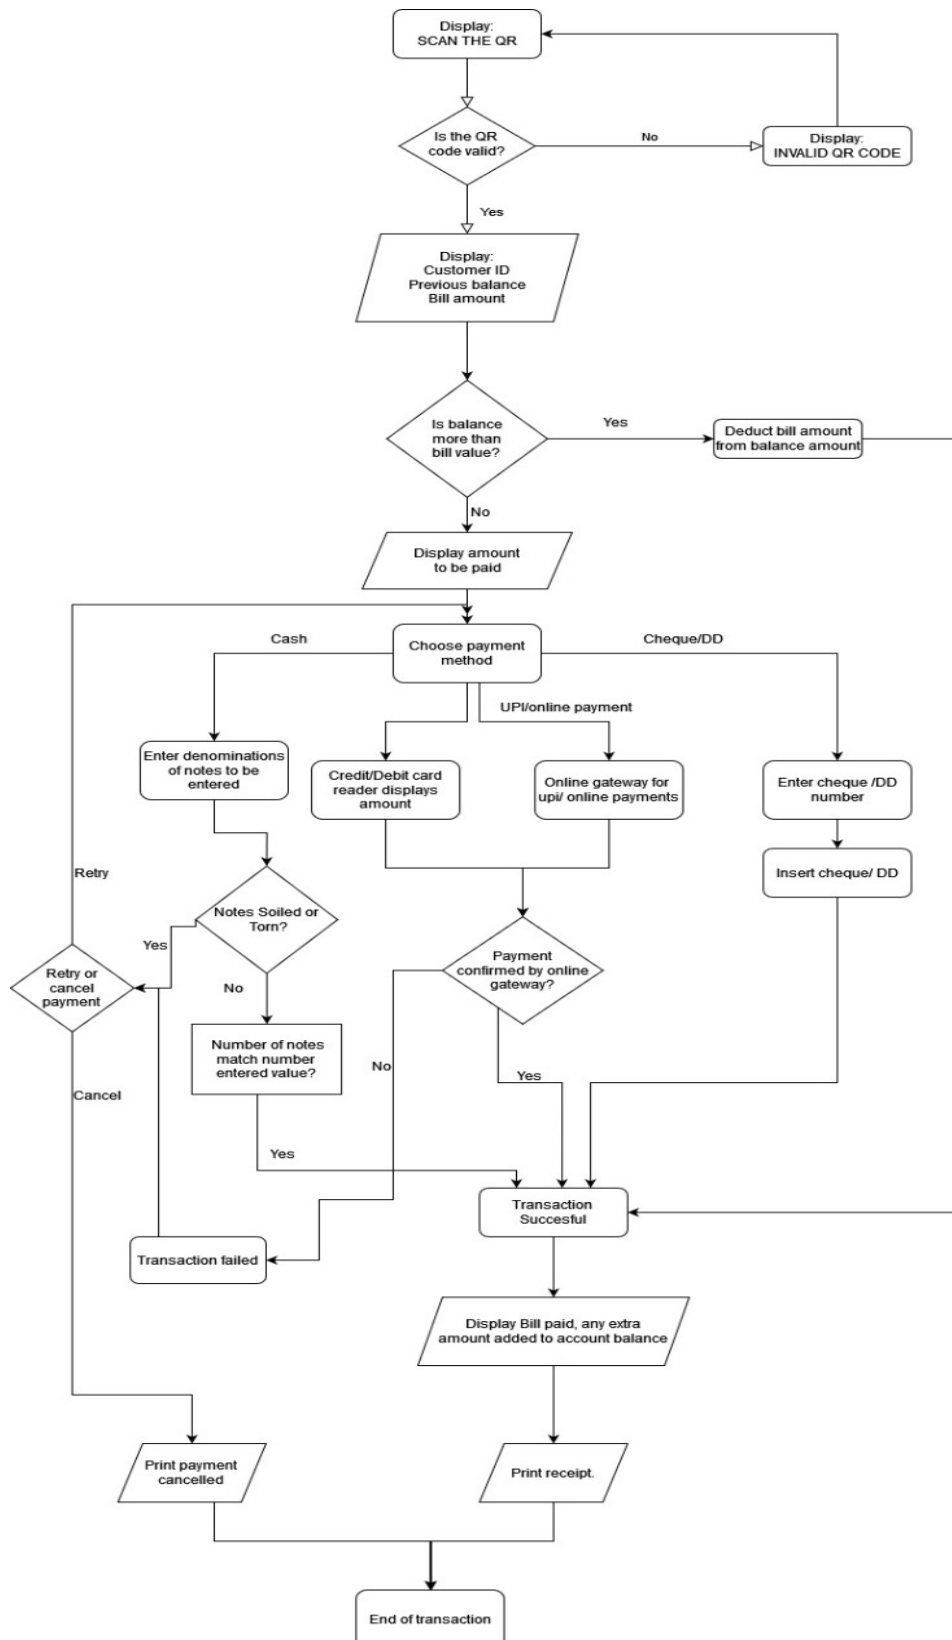 Display:
SCAN THE QR
Is the QR
code valid?
No
Display:
INVALID QR CODE
Yes
Display:
Customer ID
Previous balance
Bill amount
Is balance
more than
bill value?
Yes
Deduct bill amount
from balance amount
No
Display amount
to be paid
Choose payment
method
Cash
Cheque/DD
UPI/online payment
Enter denominations
of notes to be
entered
Credit/Debit card
reader displays
amount
Online gateway for
upi/ online payments
Enter cheque /DD
number
Insert cheque/ DD
Retry
Notes Soiled or
Torn?
Yes
Retry or
cancel
payment
No
Payment
confirmed by online
gateway?
Number of notes
match number
entered value?
No
Yes
Cancel
Yes
Transaction
Succesful
Transaction failed
Display Bill paid, any extra
amount added to account balance
Print payment
cancelled
Print receipt.
End of transaction